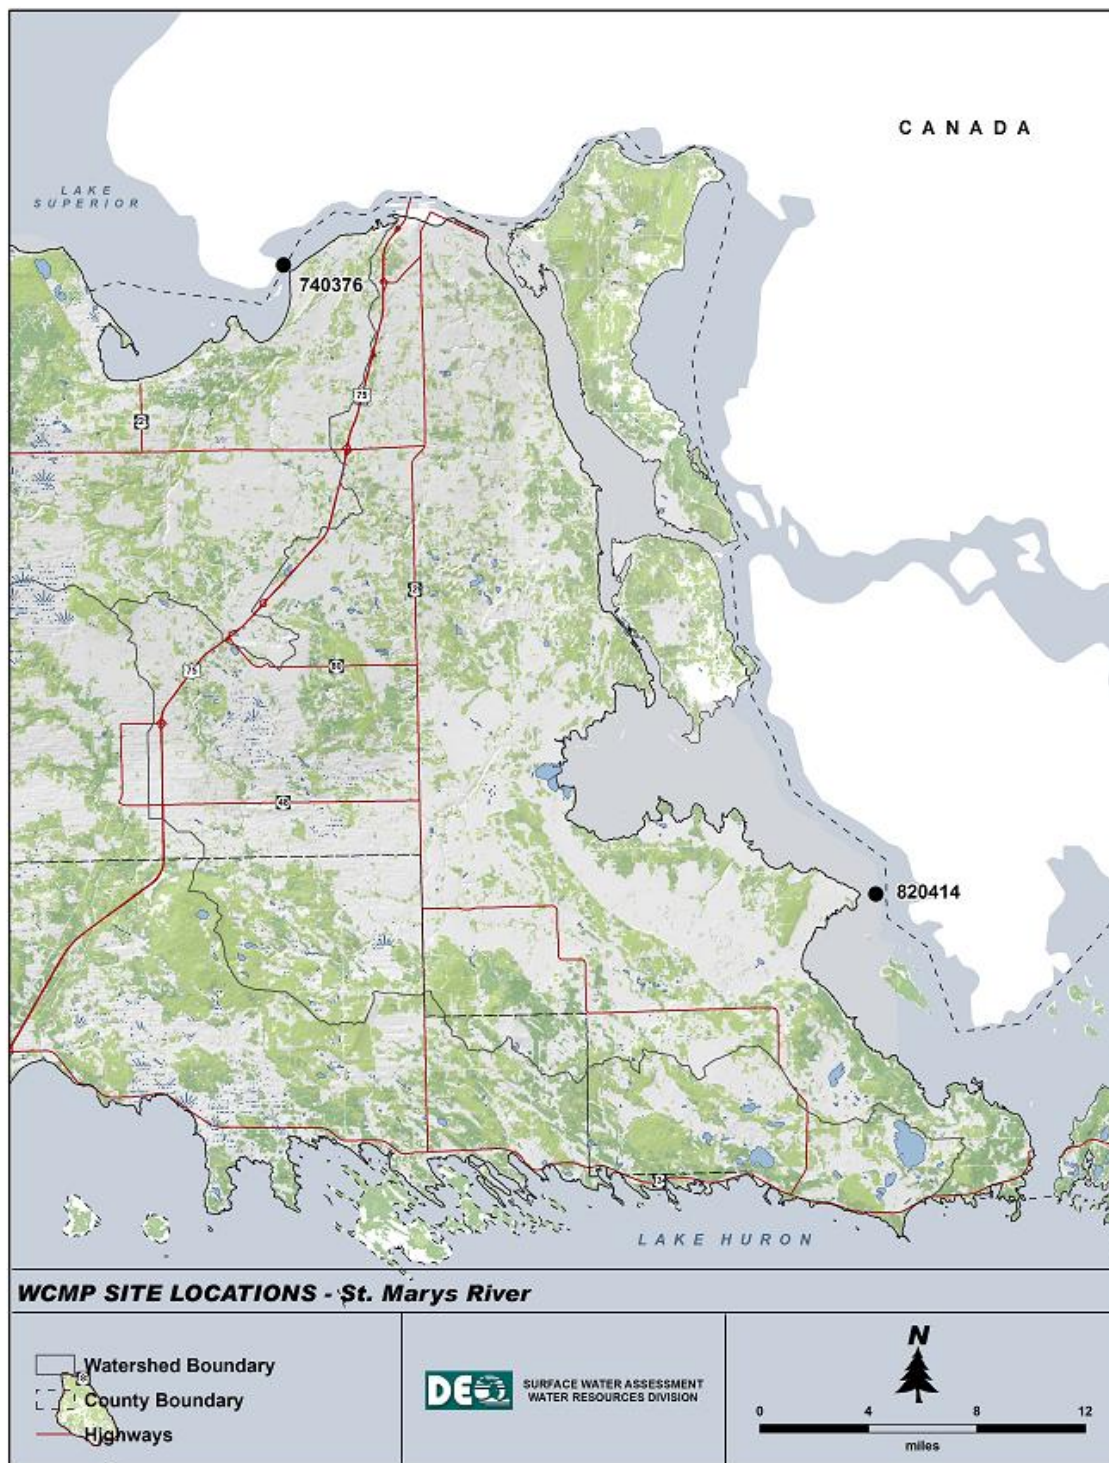 CANADA
LAKE
SUPERIOR
740376
75
75
80
48
820414
LAKE HURON
WCMP SITE LOCATIONS - St. Marys River
Watershed Boundary
County Boundary
Highways
DEQ
SURFACE WATER ASSESSMENT
WATER RESOURCES DIVISION
N
0 4 8 12
miles